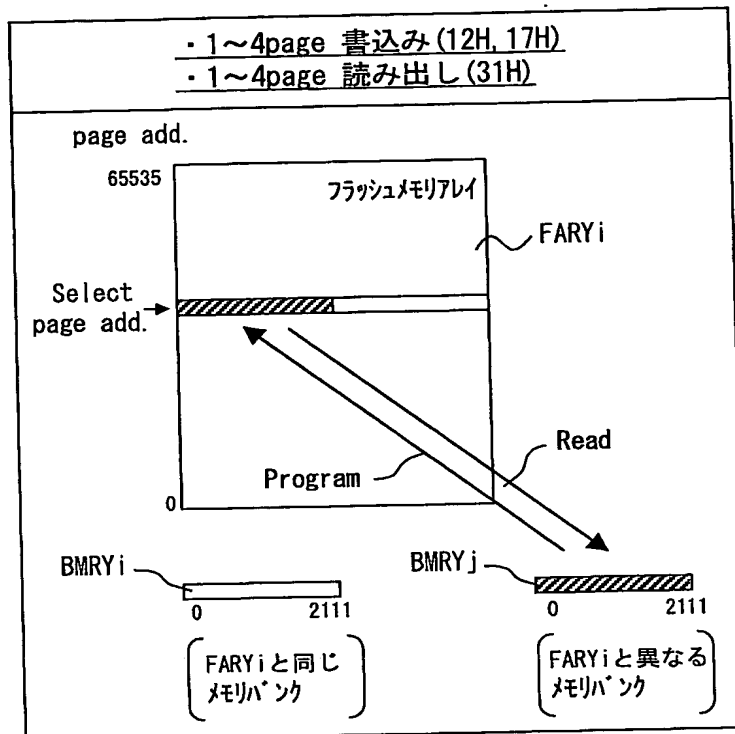 ・1～4page 書込み(12H,17H)
・1～4page 読み出し(31H)
page add.
65535
フラッシュメモリアレイ
FARYi
Select
page add.
Read
Program
0
BMRYi
BMRYj
0 2111
0 2111
FARYiと同じ
メモリバンク
FARYiと異なる
メモリバンク